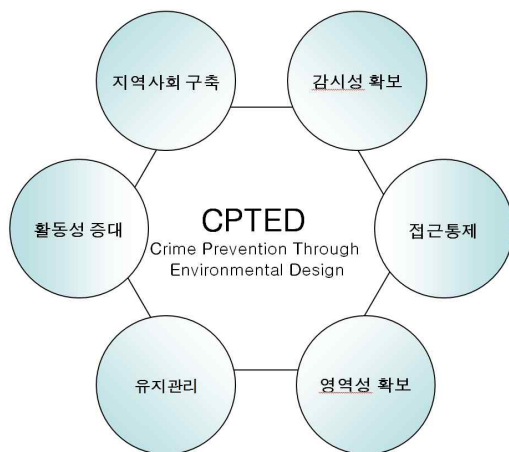 지역사회 구축
감시성 확보
활동성 증대
CPTED
Crime Prevention Through
Environmental Design
접근통제
유지관리
영역성 확보